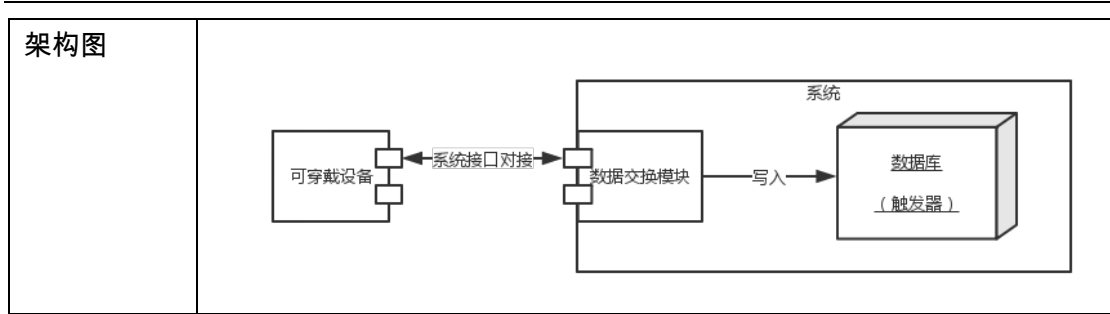 架构图
系统
可穿戴设备
系统接口对接
数据交换模块
写入
数据库
（触发器）